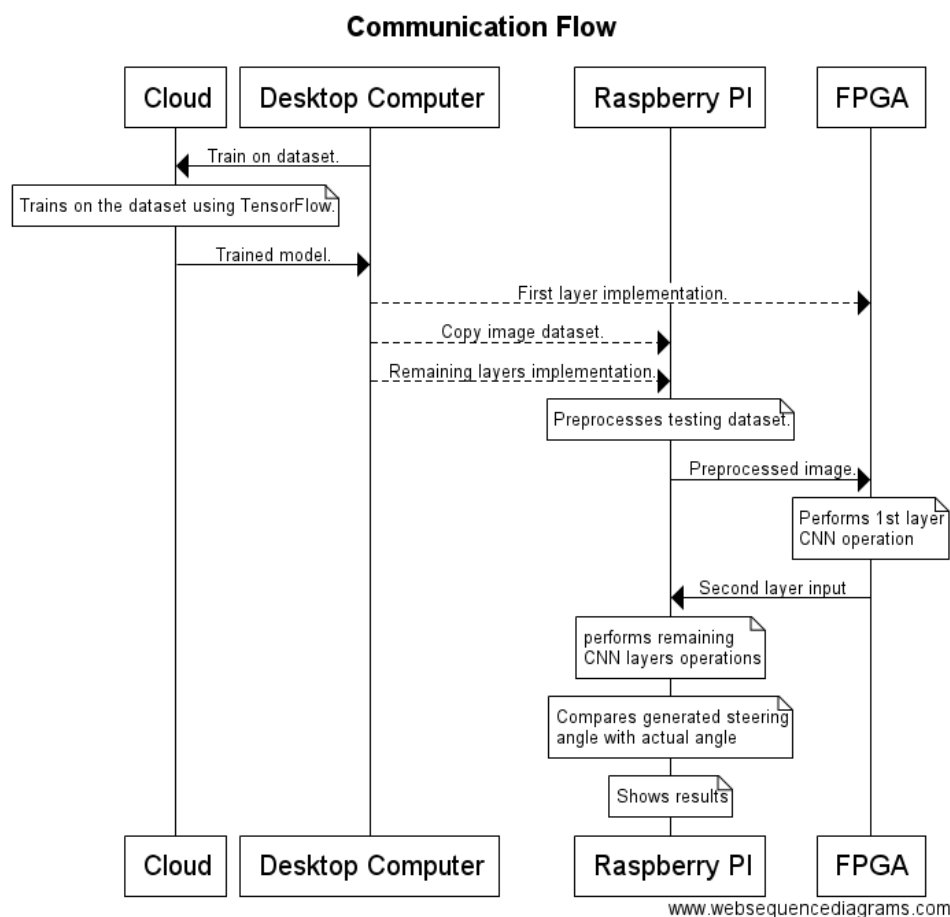 Communication Flow
Cloud
Desktop Computer
Raspberry PI
FPGA
Train on dataset.
Trains on the dataset using TensorFlow.
Trained model.
First layer implementation.
Copy image dataset.
Remaining layers implementation.
Preprocesses testing dataset.
Preprocessed image.
Performs 1st layer
CNN operation
Second layer input
performs remaining
CNN layers operations
Compares generated steering
angle with actual angle
Shows results
Cloud
Desktop Computer
Raspberry PI
FPGA
www.websequencediagrams.com